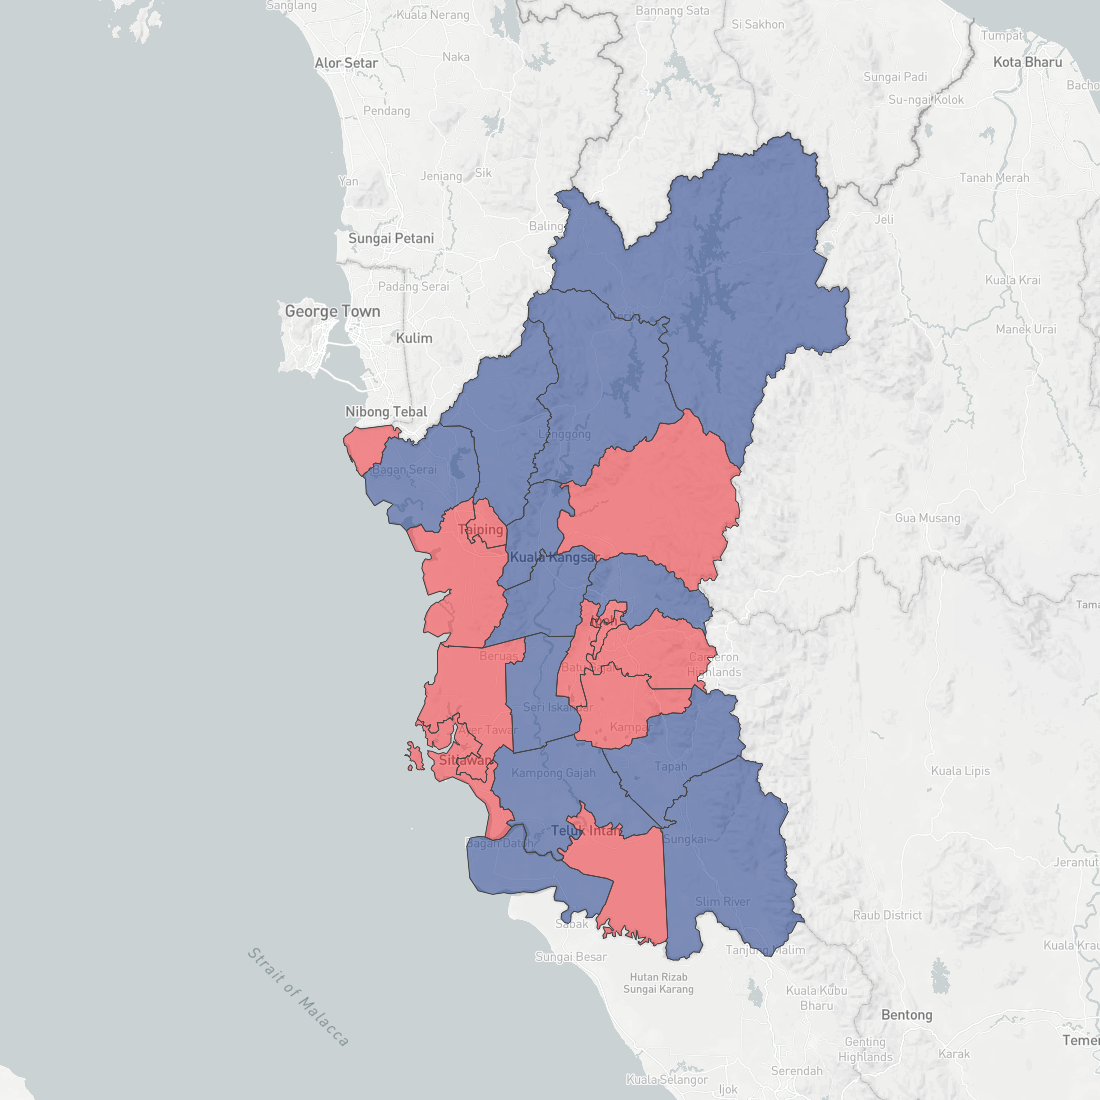 Sanglang
Kuala Nerang
Bannang Sata
Si Sakhon
Tumpat
Alor Setar
Naka
Kota Bharu
Sungai Padi
Bacho
Su-ngai Kolok
Pendang
Yan
Jeniang
Sik
Tanah Merah
Baling
Jeli
Sungai Petani
Kuala Krai
Padang Serai
George Town
Manek Urai
Kulim
Nibong Tebal
Lenggong
Bagan Serai
Gua Musang
Taiping
Kuala Kangsar
Tama
Beruas
Cameron
Highlands
Seri Iskandar
Ayer Tawar
Kampar
Sitiawan
Tapah
Kampong Gajah
Kuala Lipis
Teluk Intan
Sungkai
Bagan Datoh
Jerantut
Slim River
Raub District
Sabak
Tanjung Malim
Kuala Krau
Sungai Besar
Hutan Rizab
Sungai Karang
Kuala Kubu
Bharu
Strait of Malacca
Bentong
Temer
Genting
Highlands
Karak
Serendah
Kuala Selangor
Ijok